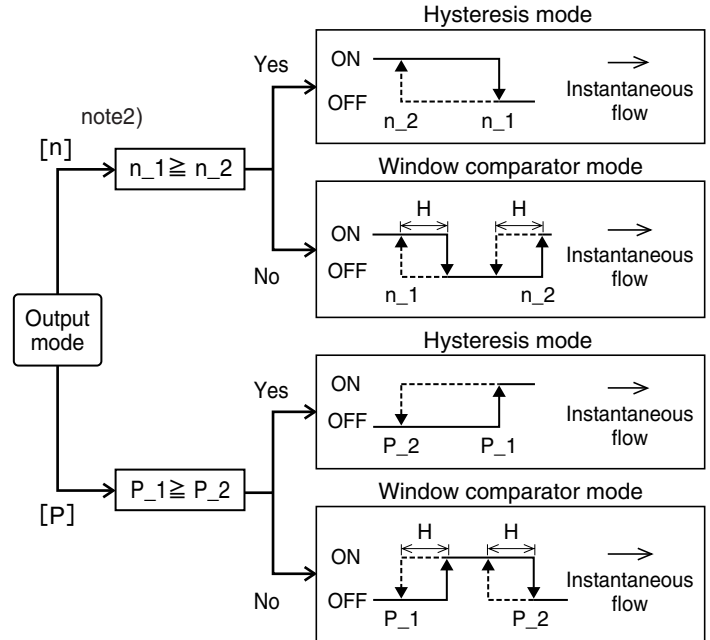 Hysteresis mode
Yes
ON
OFF
n_2
n_1
Instantaneous
flow
note2)
[n]
n_1≧ n_2
Window comparator mode
H
H
ON
OFF
n_1
n_2
Instantaneous
flow
No
Output
mode
Hysteresis mode
Yes
ON
OFF
P_2
P_1
Instantaneous
flow
P_1≧ P_2
[P]
Window comparator mode
H
H
ON
OFF
P_1
P_2
Instantaneous
flow
No